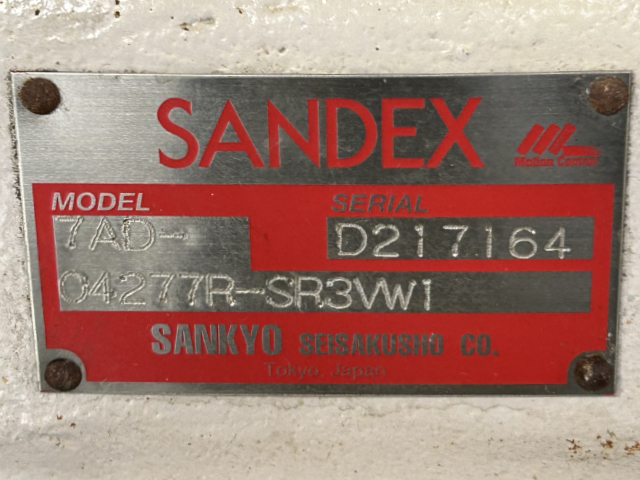 SANDEX
Motion Control
MODEL SERIAL
7AD- D217164
04277R-SR3VW1
SANKYO SEISAKUSHO CO.
Tokyo, Japan